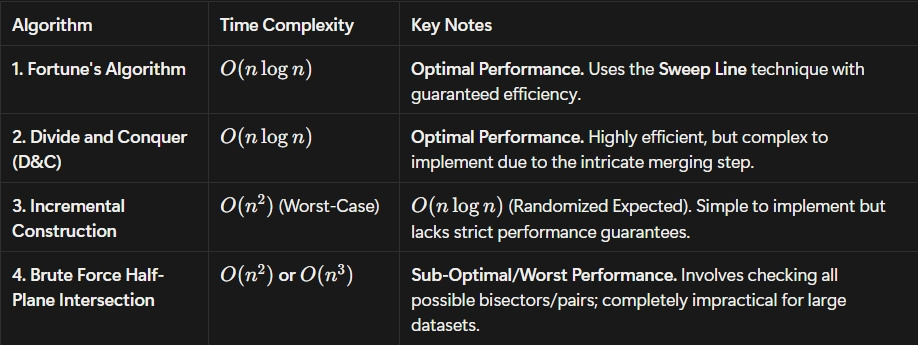 Algorithm Time Complexity Key Notes
1. Fortune's Algorithm O(n log n) Optimal Performance. Uses the Sweep Line technique with
guaranteed efficiency.
2. Divide and Conquer O(n log n) Optimal Performance. Highly efficient, but complex to
(D&C) implement due to the intricate merging step.
3. Incremental O(n²) (Worst-Case) O(n log n) (Randomized Expected). Simple to implement but
Construction lacks strict performance guarantees.
4. Brute Force Half- O(n²) or O(n³) Sub-Optimal/Worst Performance. Involves checking all
Plane Intersection possible bisectors/pairs; completely impractical for large
datasets.